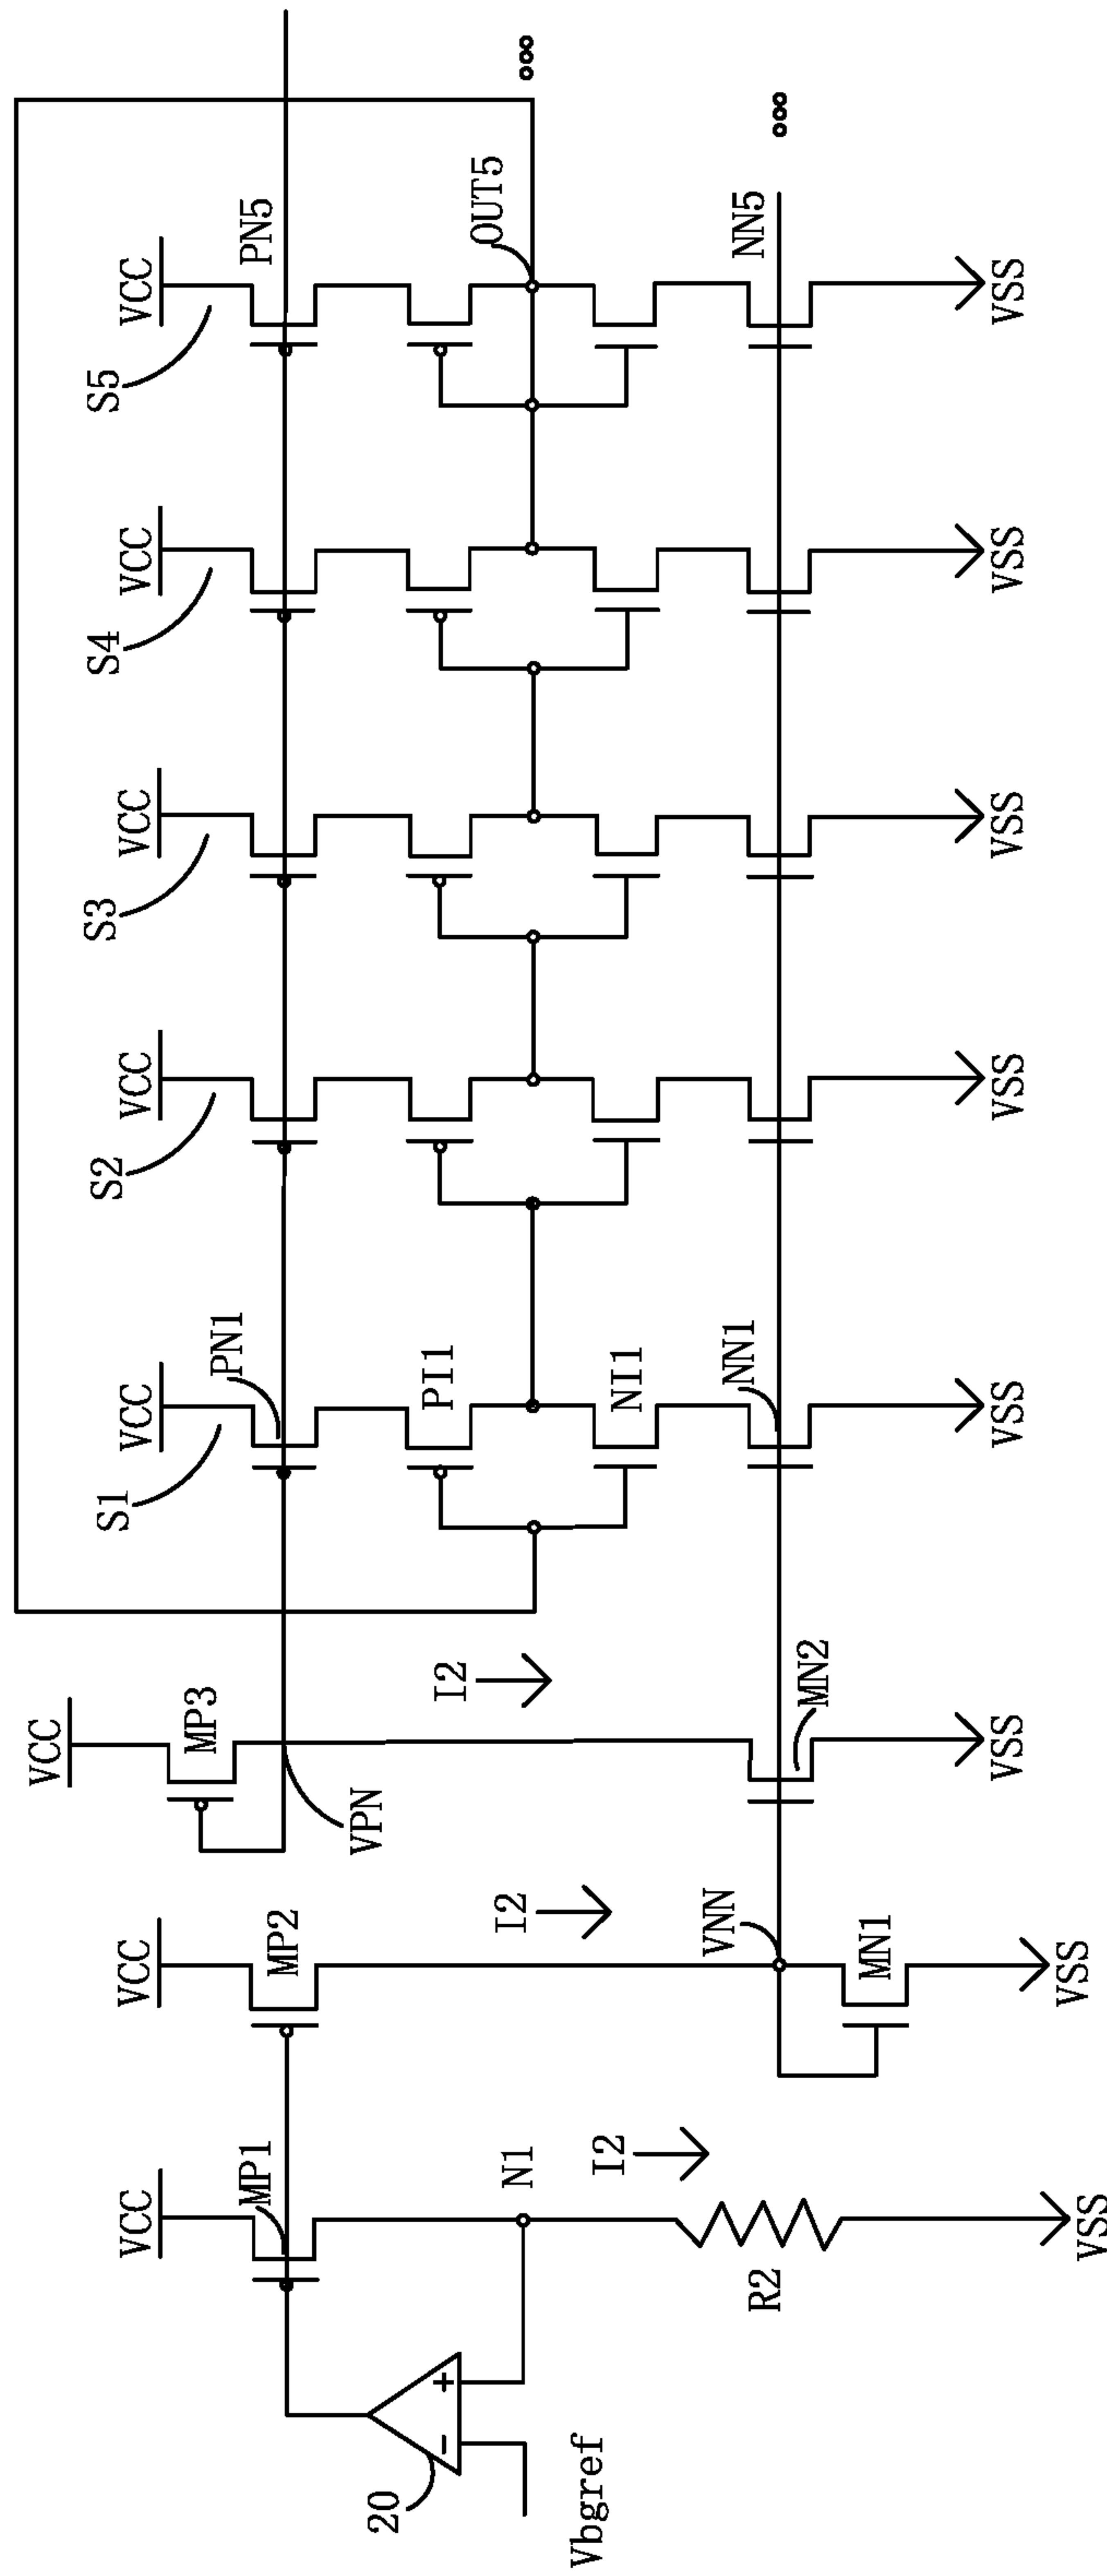 VCC
VCC
VCC
VCC
VCC
VCC
VCC
VCC
S1
S2
S3
S4
S5
MP1
MP2
MP3
PN1
PN5
VPN
PI1
20
+
−
Vbgref
N1
I2
I2
I2
OUT5
NI1
R2
VNN
MN1
MN2
NN1
NN5
VSS
VSS
VSS
VSS
VSS
VSS
VSS
VSS